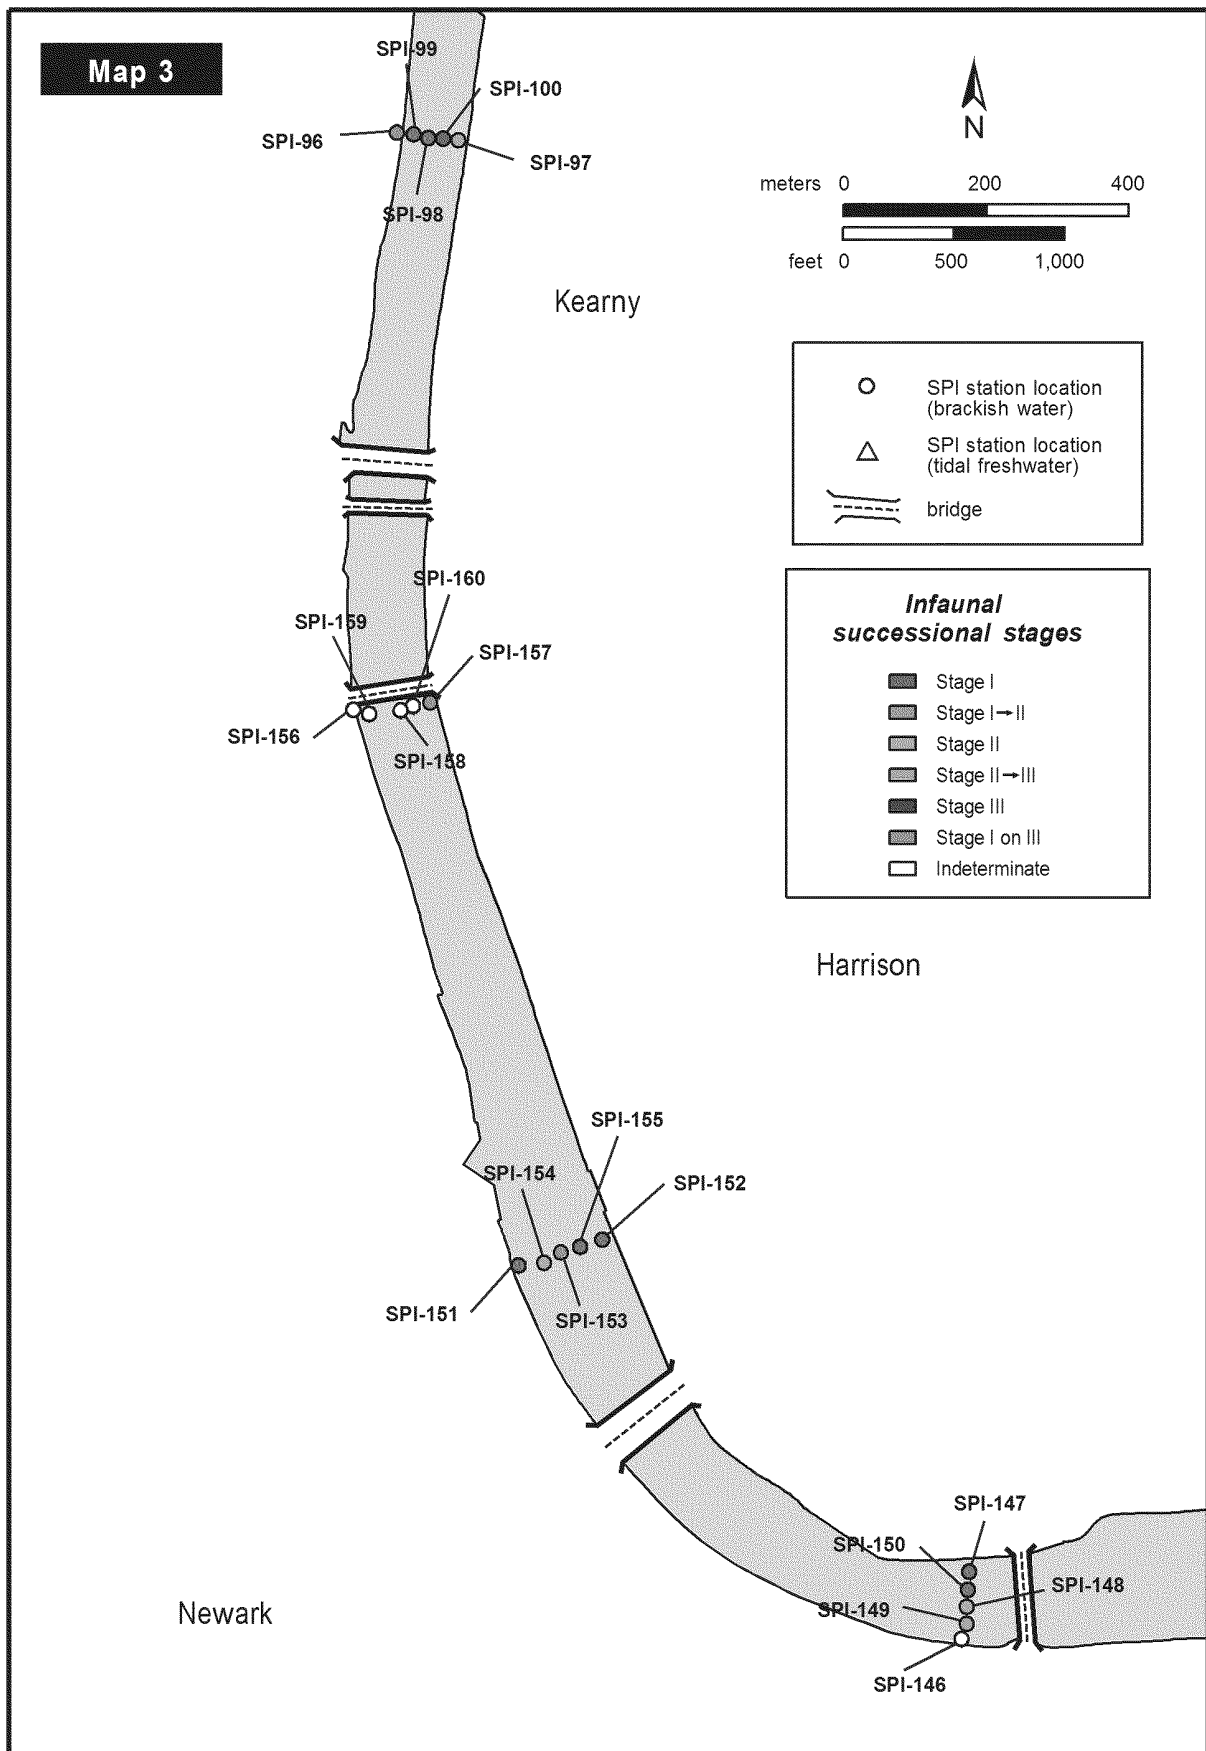 Map 3
SPI-99
SPI-100
SPI-96
SPI-97
SPI-98
N
meters 0 200 400
feet 0 500 1,000
Kearny
SPI station location
(brackish water)
SPI station location
(tidal freshwater)
bridge
SPI-160
SPI-159
SPI-157
SPI-156
SPI-158
Infaunal
successional stages
Stage I
Stage I→II
Stage II
Stage II→III
Stage III
Stage I on III
Indeterminate
Harrison
SPI-155
SPI-154
SPI-152
SPI-151
SPI-153
SPI-147
SPI-150
SPI-148
SPI-149
Newark
SPI-146